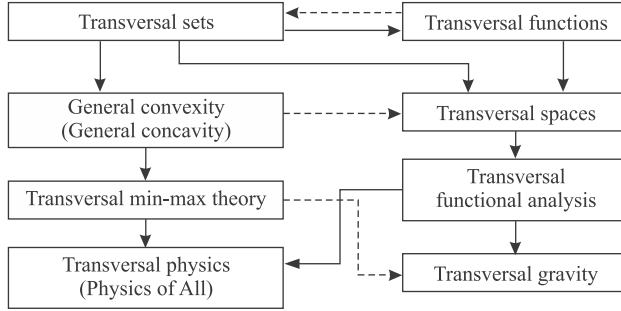 Transversal sets
Transversal functions
General convexity
(General concavity)
Transversal spaces
Transversal min-max theory
Transversal
functional analysis
Transversal physics
(Physics of All)
Transversal gravity